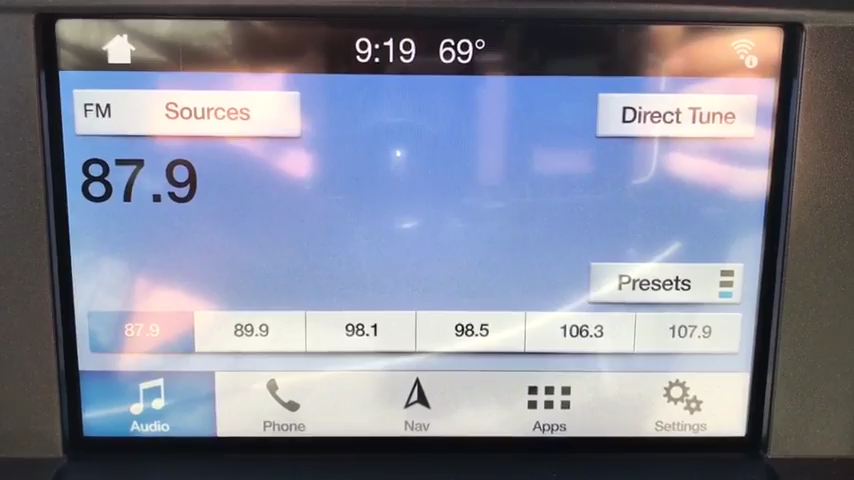 9:19 69°
FM Sources Direct Tune
87.9
Presets
87.9 89.9 98.1 98.5 106.3 107.9
Audio Phone Nav Apps Settings